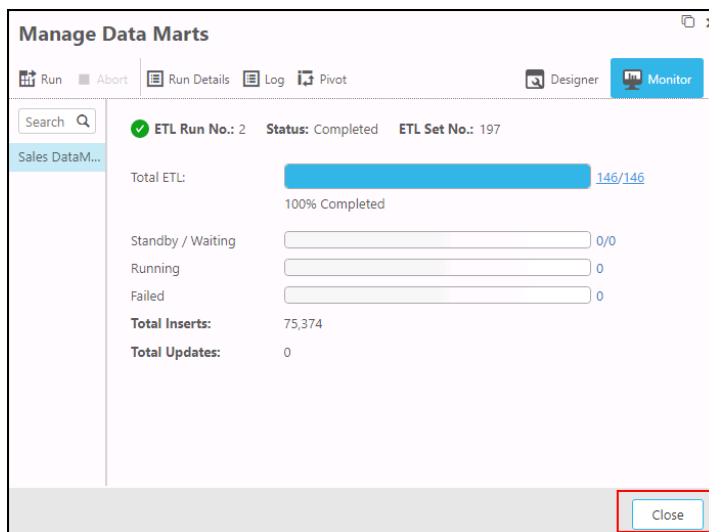 Manage Data Marts
Run Abort Run Details Log Pivot Designer Monitor
Search
Sales DataM...
ETL Run No.: 2 Status: Completed ETL Set No.: 197
Total ETL: 146/146
100% Completed
Standby / Waiting 0/0
Running 0
Failed 0
Total Inserts: 75,374
Total Updates: 0
Close